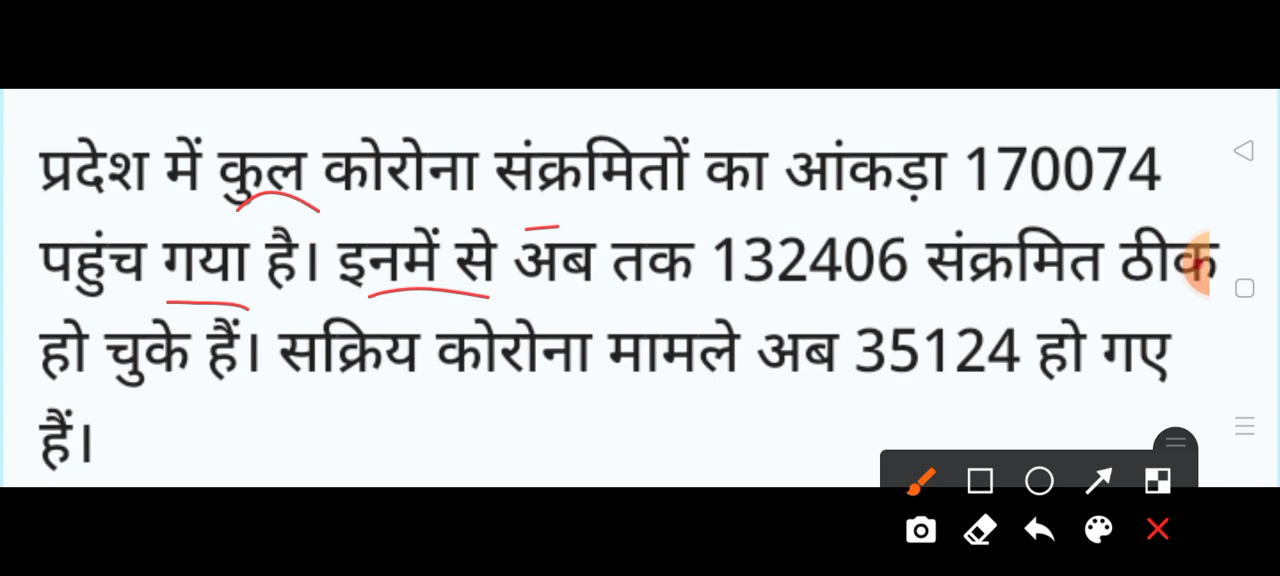 प्रदेश में कुल कोरोना संक्रमितों का आंकड़ा 170074
पहुंच गया है। इनमें से अब तक 132406 संक्रमित ठीक
हो चुके हैं। सक्रिय कोरोना मामले अब 35124 हो गए
हैं।